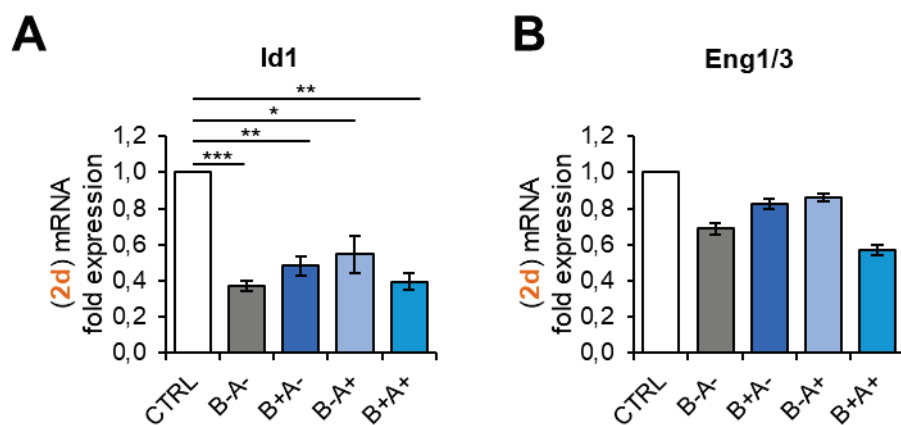 A
Id1
**
*
**
***
(2d) mRNA
fold expression
1,2
1,0
0,8
0,6
0,4
0,2
0,0
CTRL
B-A-
B+A-
B-A+
B+A+
B
Eng1/3
(2d) mRNA
fold expression
1,2
1,0
0,8
0,6
0,4
0,2
0,0
CTRL
B-A-
B+A-
B-A+
B+A+